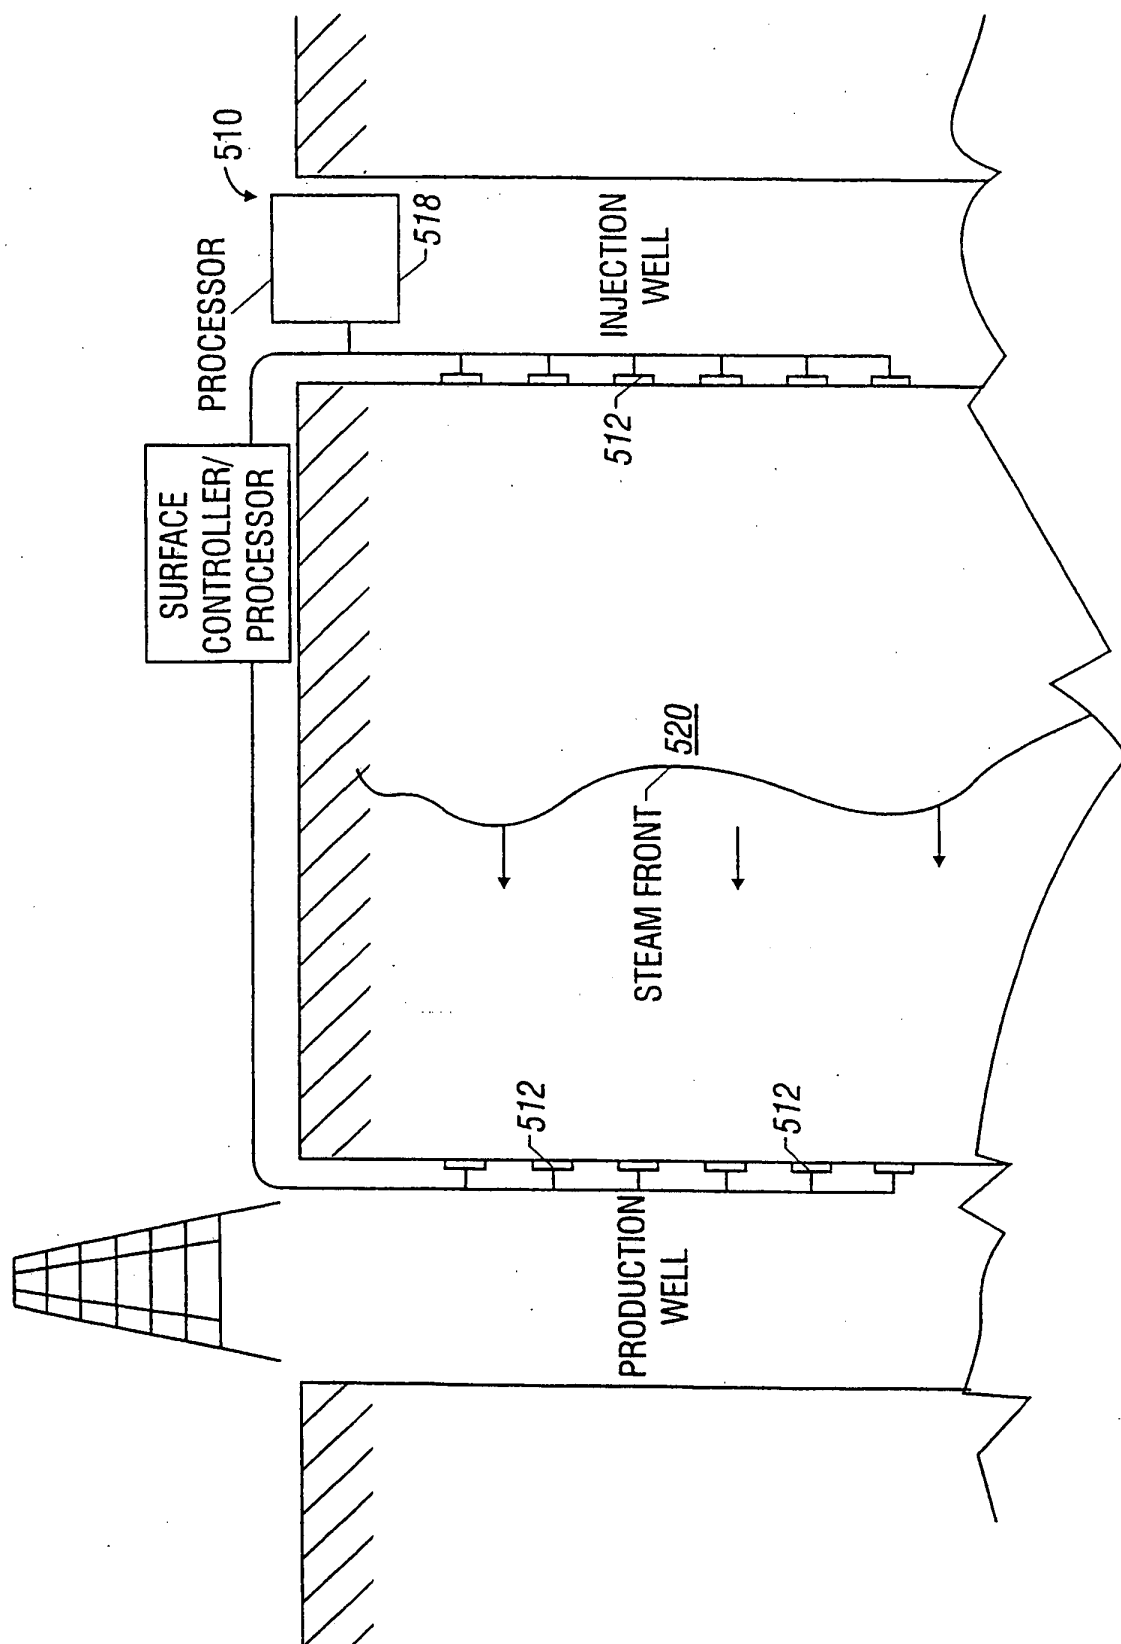 510
PROCESSOR
518
SURFACE
CONTROLLER/
PROCESSOR
INJECTION
WELL
512
STEAM FRONT
520
512
512
PRODUCTION
WELL